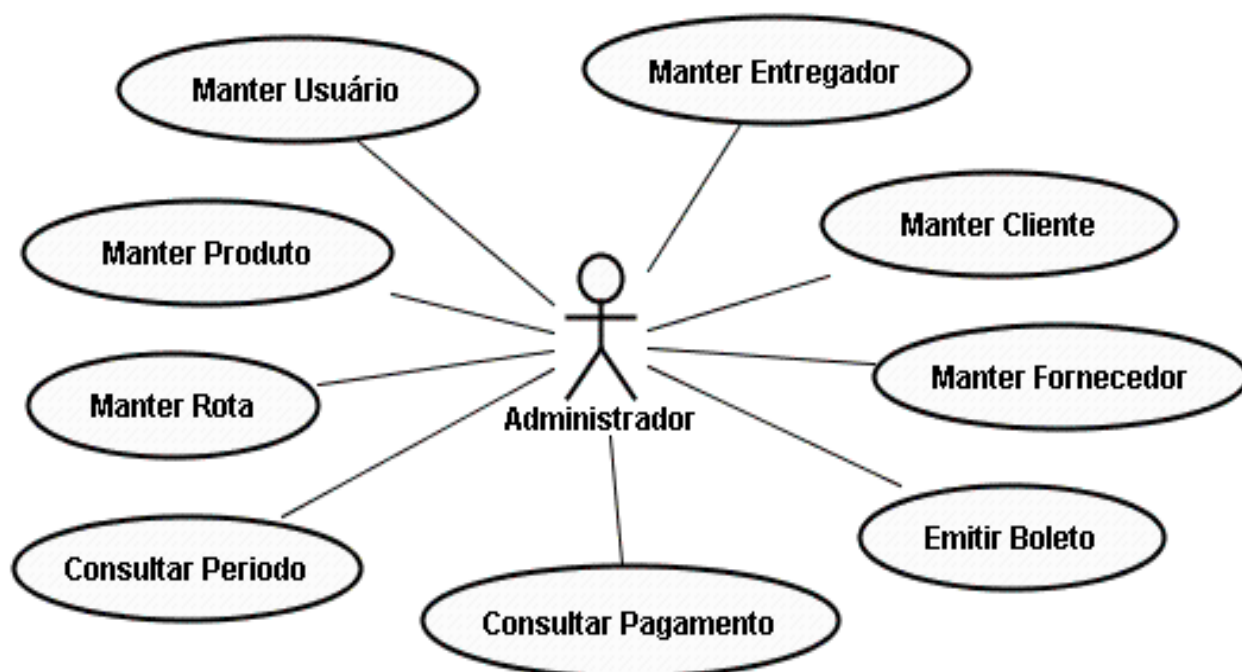 Manter Usuário
Manter Entregador
Manter Produto
Manter Cliente
Manter Rota
Administrador
Manter Fornecedor
Consultar Periodo
Consultar Pagamento
Emitir Boleto